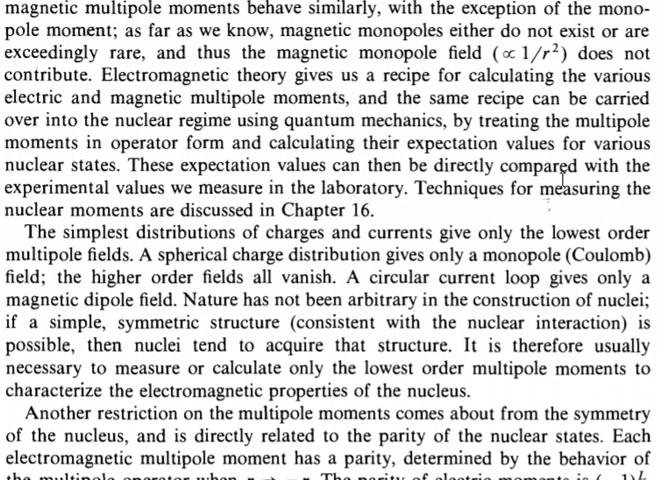 magnetic multipole moments behave similarly, with the exception of the mono-
pole moment; as far as we know, magnetic monopoles either do not exist or are
exceedingly rare, and thus the magnetic monopole field (∝ 1/r²) does not
contribute. Electromagnetic theory gives us a recipe for calculating the various
electric and magnetic multipole moments, and the same recipe can be carried
over into the nuclear regime using quantum mechanics, by treating the multipole
moments in operator form and calculating their expectation values for various
nuclear states. These expectation values can then be directly compared with the
experimental values we measure in the laboratory. Techniques for measuring the
nuclear moments are discussed in Chapter 16.
The simplest distributions of charges and currents give only the lowest order
multipole fields. A spherical charge distribution gives only a monopole (Coulomb)
field; the higher order fields all vanish. A circular current loop gives only a
magnetic dipole field. Nature has not been arbitrary in the construction of nuclei;
if a simple, symmetric structure (consistent with the nuclear interaction) is
possible, then nuclei tend to acquire that structure. It is therefore usually
necessary to measure or calculate only the lowest order multipole moments to
characterize the electromagnetic properties of the nucleus.
Another restriction on the multipole moments comes about from the symmetry
of the nucleus, and is directly related to the parity of the nuclear states. Each
electromagnetic multipole moment has a parity, determined by the behavior of
the multipole operator when r → −r. The parity of electric moments is (−1)ᴸ